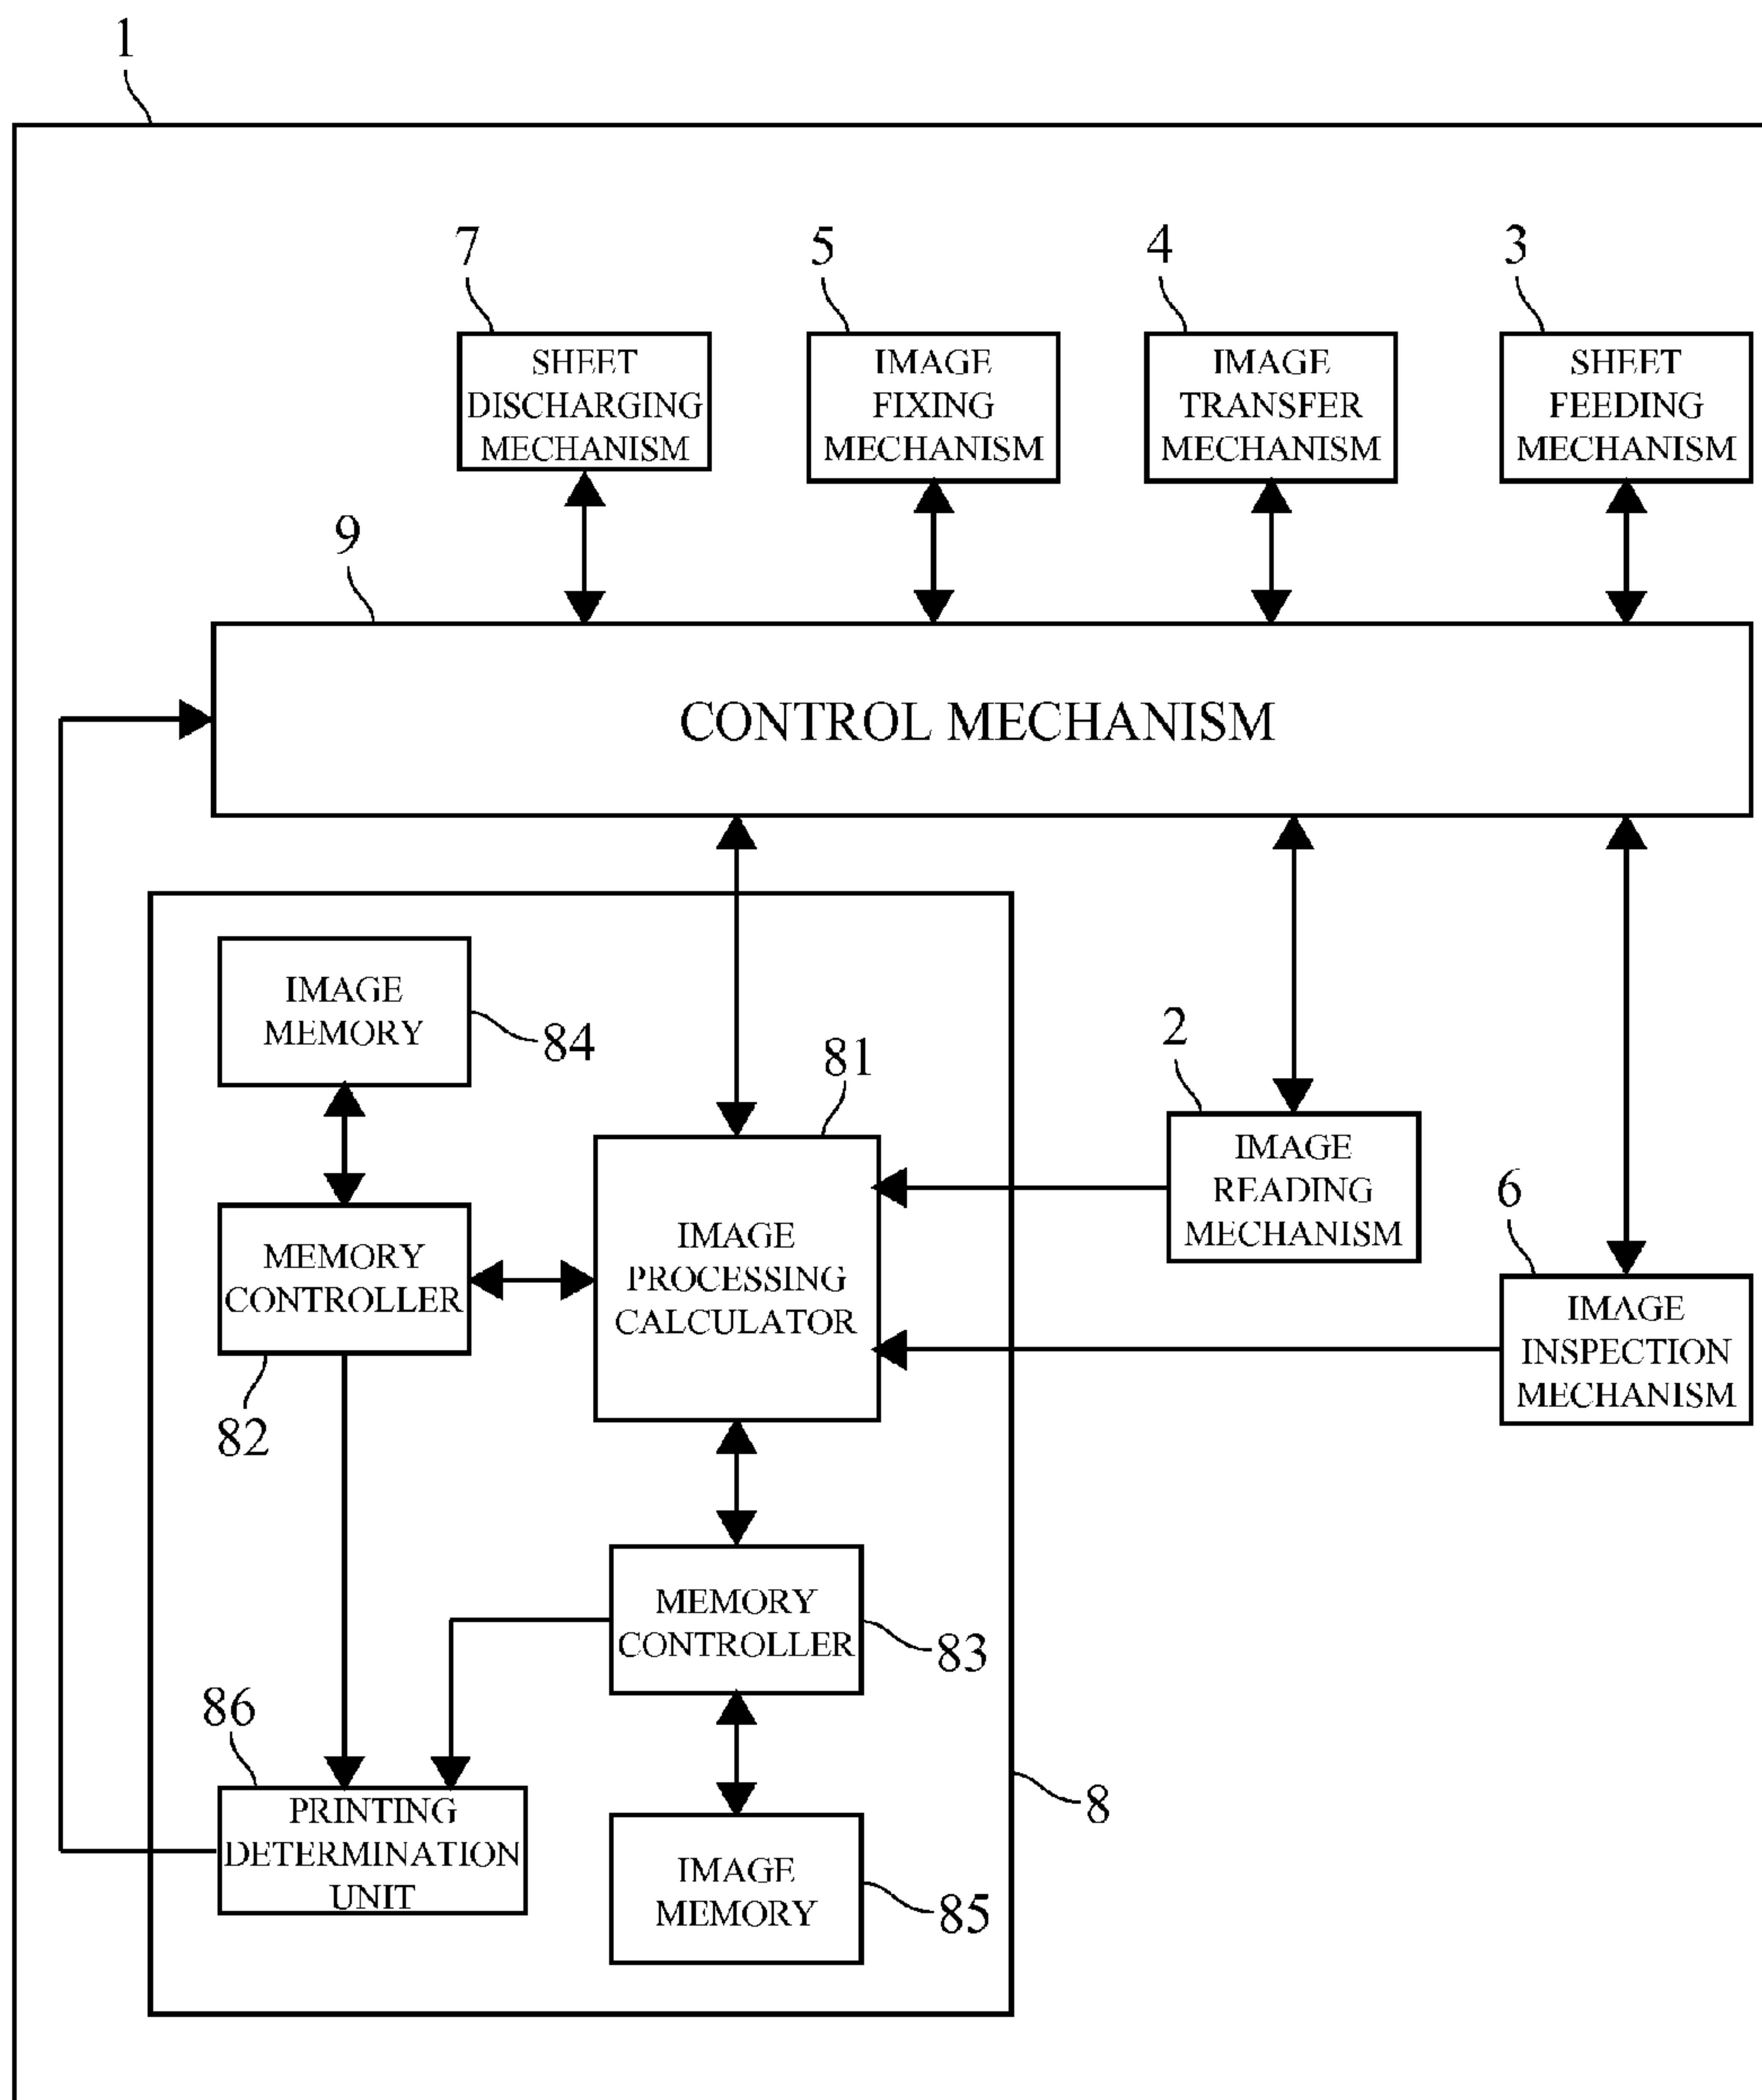 1
7
5
4
3
SHEET
DISCHARGING
MECHANISM
IMAGE
FIXING
MECHANISM
IMAGE
TRANSFER
MECHANISM
SHEET
FEEDING
MECHANISM
9
CONTROL MECHANISM
IMAGE
MEMORY
84
81
2
IMAGE
READING
MECHANISM
6
MEMORY
CONTROLLER
82
IMAGE
PROCESSING
CALCULATOR
IMAGE
INSPECTION
MECHANISM
MEMORY
CONTROLLER
83
86
PRINTING
DETERMINATION
UNIT
8
IMAGE
MEMORY
85